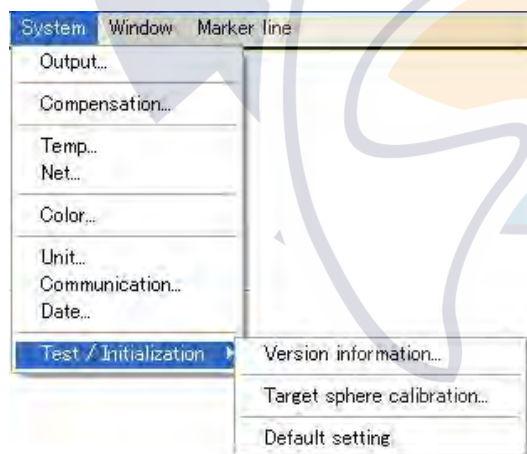 System Window Marker line
Output...
Compensation...
Temp...
Net...
Color...
Unit...
Communication...
Date...
Test / Initialization
Version information...
Target sphere calibration...
Default setting